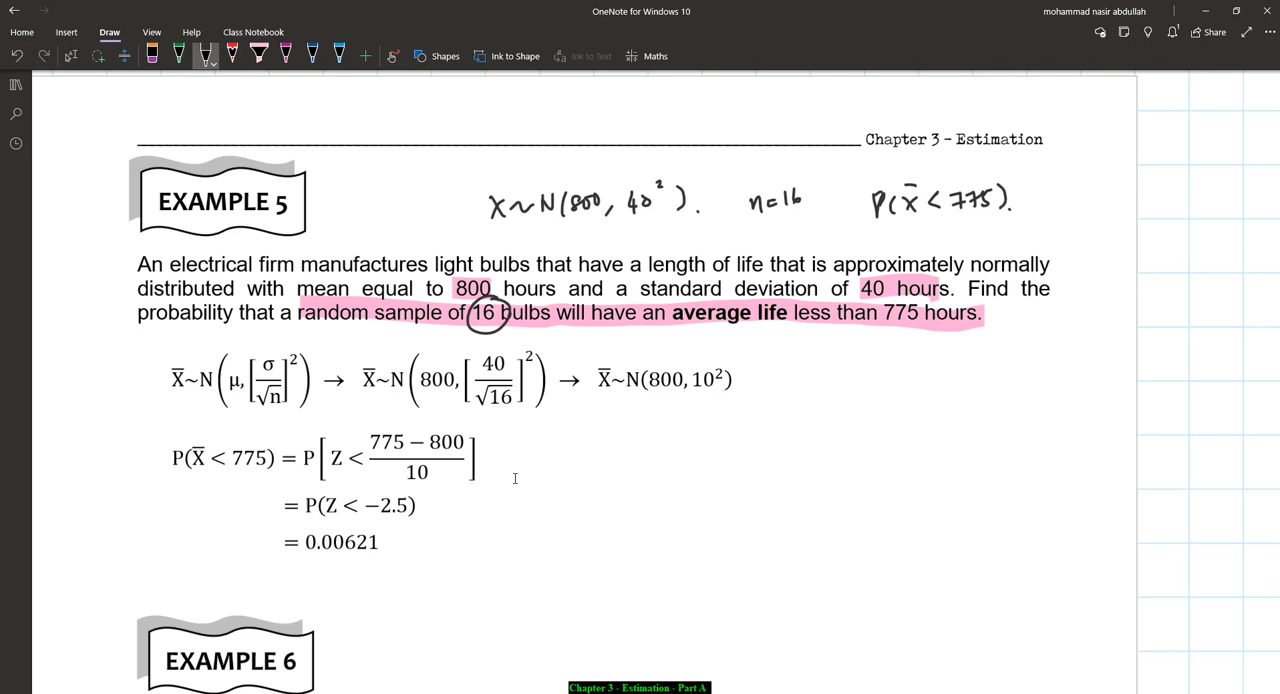 OneNote for Windows 10
mohammad nasir abdullah
Home Insert Draw View Help Class Notebook
Share
Shapes Ink to Shape Ink to Text Maths
Chapter 3 – Estimation
EXAMPLE 5
X ~ N(800, 40²). n=16 P(x̄ < 775).
An electrical firm manufactures light bulbs that have a length of life that is approximately normally
distributed with mean equal to 800 hours and a standard deviation of 40 hours. Find the
probability that a random sample of 16 bulbs will have an average life less than 775 hours.
X̅~N(μ, [σ/√n]²) → X̅~N(800, [40/√16]²) → X̅~N(800, 10²)
P(X̅ < 775) = P[Z < (775 − 800)/10]
= P(Z < −2.5)
= 0.00621
EXAMPLE 6
Chapter 3 - Estimation - Part A